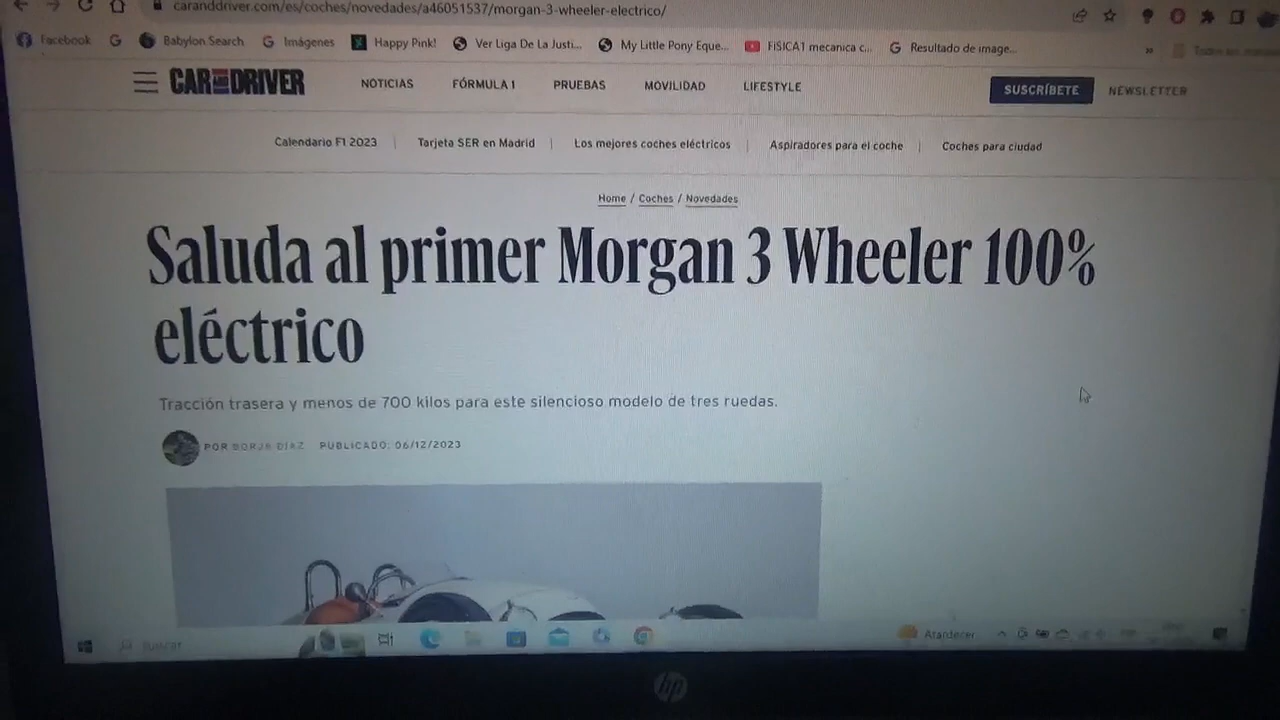 caranddriver.com/es/coches/novedades/a46051537/morgan-3-wheeler-electrico/
Facebook G Babylon Search G Imágenes Happy Pink! Ver Liga De La Justi... My Little Pony Eque... FISICA1 mecanica c... G Resultado de image... »
CAR AND DRIVER NOTICIAS FÓRMULA 1 PRUEBAS MOVILIDAD LIFESTYLE SUSCRÍBETE NEWSLETTER
Calendario F1 2023 | Tarjeta SER en Madrid | Los mejores coches eléctricos | Aspiradores para el coche | Coches para ciudad
Home / Coches / Novedades
Saluda al primer Morgan 3 Wheeler 100%
eléctrico
Tracción trasera y menos de 700 kilos para este silencioso modelo de tres ruedas.
POR BORJA DÍAZ PUBLICADO: 06/12/2023
Buscar Atardecer
hp